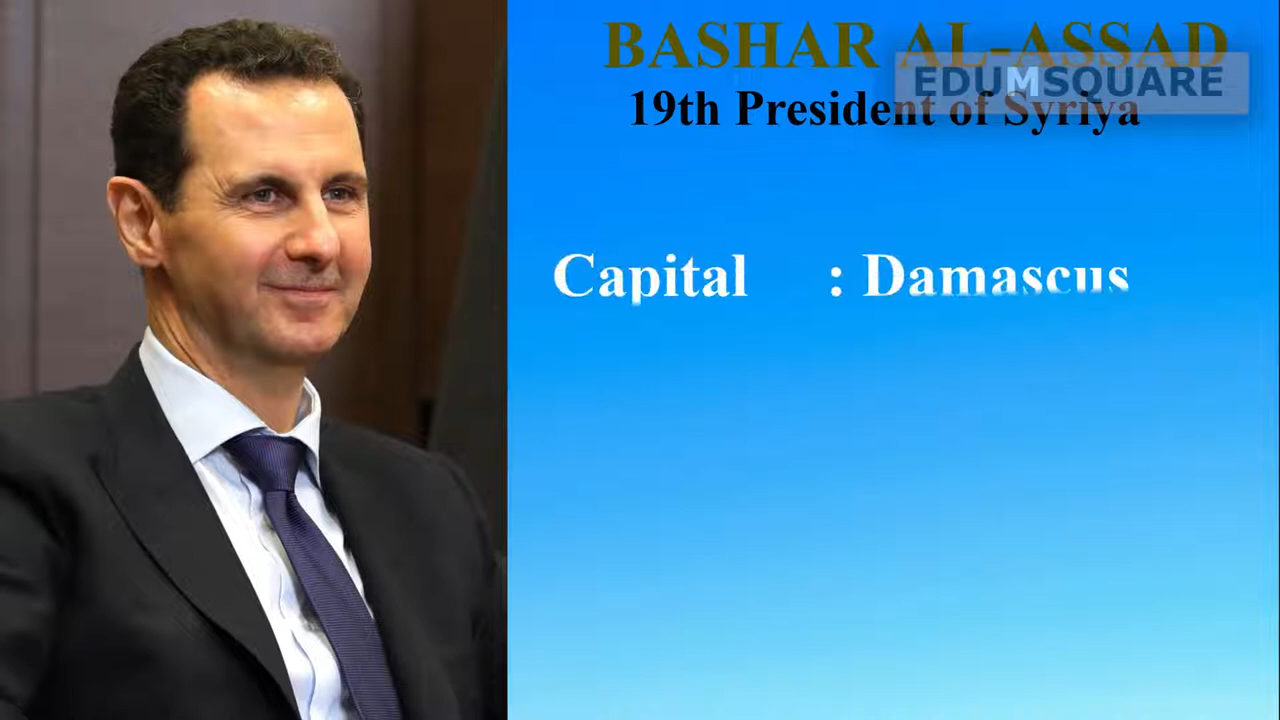 BASHAR AL-ASSAD
EDUMSQUARE
19th President of Syriya
Capital : Damascus